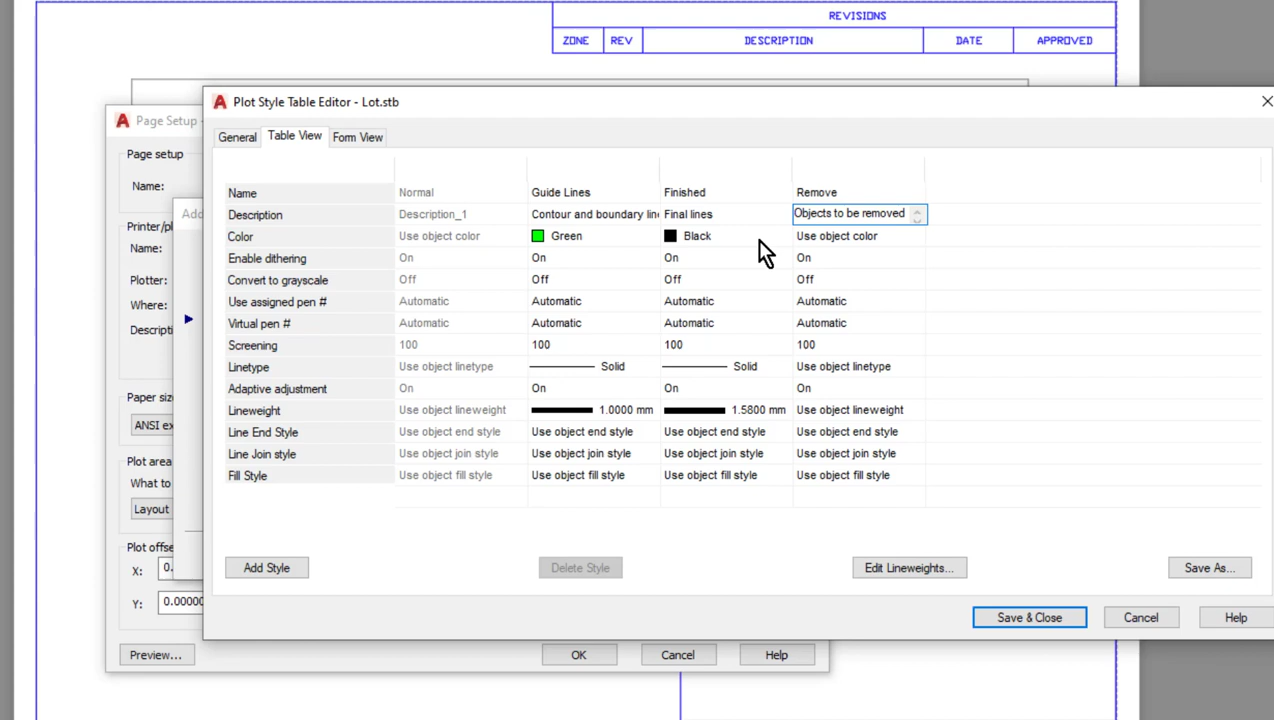 REVISIONS
ZONE REV DESCRIPTION DATE APPROVED
Plot Style Table Editor - Lot.stb
Page Setup -
General Table View Form View
Page setup
Name:
Add
Printer/pl
Name:
Plotter:
Where:
Descripti
Paper siz
ANSI ex
Plot area
What to
Layout
Plot offse
X: 0.
Y: 0.00000
Name Normal Guide Lines Finished Remove
Description Description_1 Contour and boundary line Final lines Objects to be removed
Color Use object color Green Black Use object color
Enable dithering On On On On
Convert to grayscale Off Off Off Off
Use assigned pen # Automatic Automatic Automatic Automatic
Virtual pen # Automatic Automatic Automatic Automatic
Screening 100 100 100 100
Linetype Use object linetype Solid Solid Use object linetype
Adaptive adjustment On On On On
Lineweight Use object lineweight 1.0000 mm 1.5800 mm Use object lineweight
Line End Style Use object end style Use object end style Use object end style Use object end style
Line Join style Use object join style Use object join style Use object join style Use object join style
Fill Style Use object fill style Use object fill style Use object fill style Use object fill style
Add Style Delete Style Edit Lineweights... Save As...
Save & Close Cancel Help
Preview... OK Cancel Help